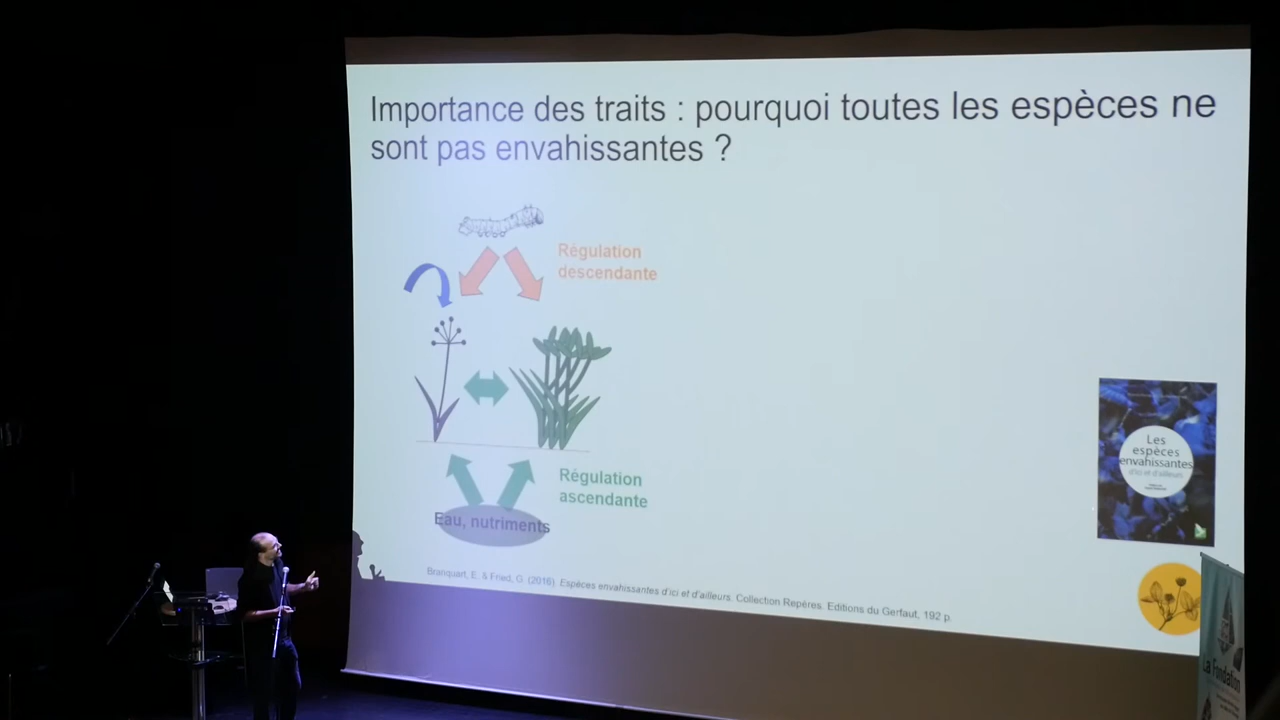 Importance des traits : pourquoi toutes les espèces ne
sont pas envahissantes ?
Régulation
descendante
Régulation
ascendante
Eau, nutriments
Branquart, E. & Fried, G. (2016). Espèces envahissantes d'ici et d'ailleurs. Collection Repères. Editions du Gerfaut, 192 p.
Les
espèces
envahissantes
d'ici et d'ailleurs
La Fondation